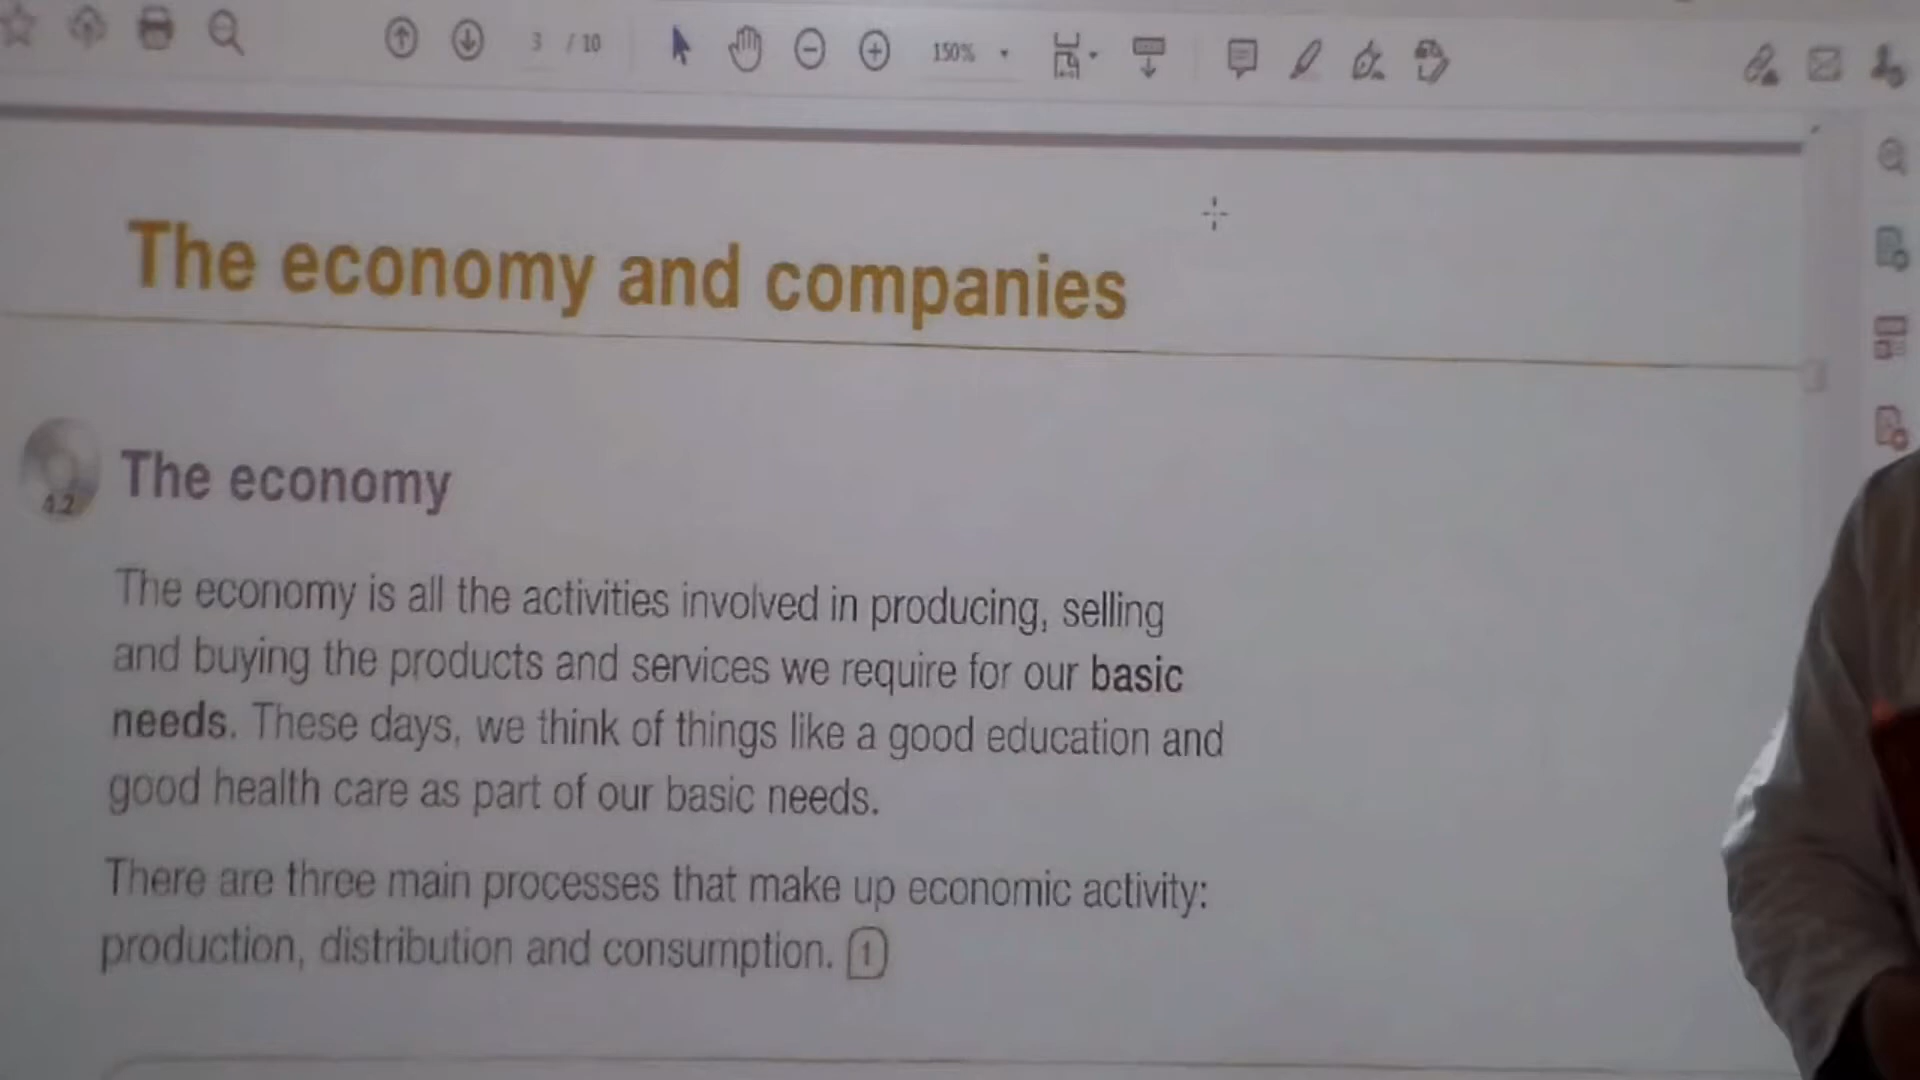 3 / 10
150%
The economy and companies
4.2
The economy
The economy is all the activities involved in producing, selling
and buying the products and services we require for our basic
needs. These days, we think of things like a good education and
good health care as part of our basic needs.
There are three main processes that make up economic activity:
production, distribution and consumption. 1